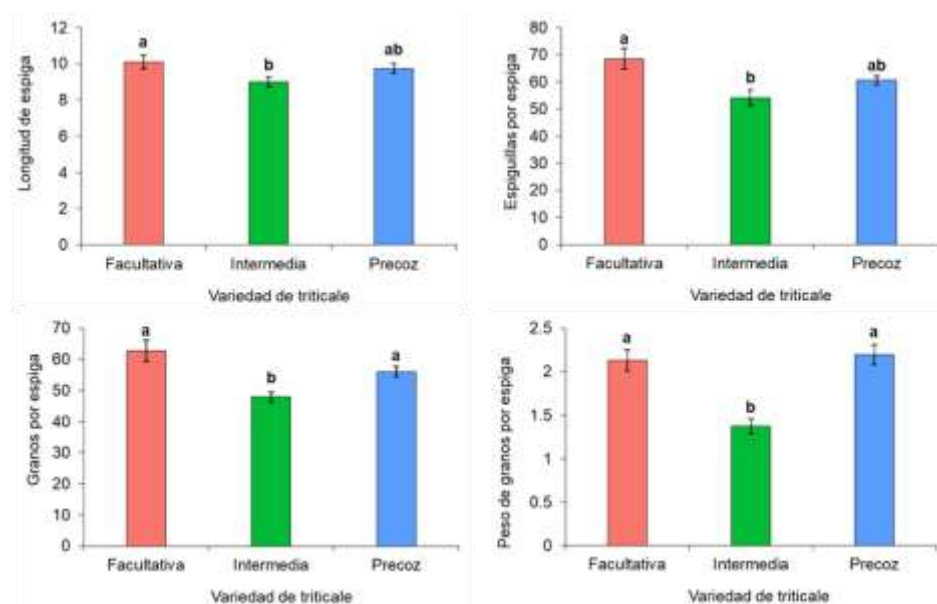 Longitud de espiga
12
10
8
6
4
2
0
a
b
ab
Facultativa Intermedia Precoz
Variedad de triticale
Espiguillas por espiga
80
70
60
50
40
30
20
10
0
a
b
ab
Facultativa Intermedia Precoz
Variedad de triticale
Granos por espiga
70
60
50
40
30
20
10
0
a
b
a
Facultativa Intermedia Precoz
Variedad de triticale
Peso de granos por espiga
2.5
2
1.5
1
0.5
0
a
b
a
Facultativa Intermedia Precoz
Variedad de triticale